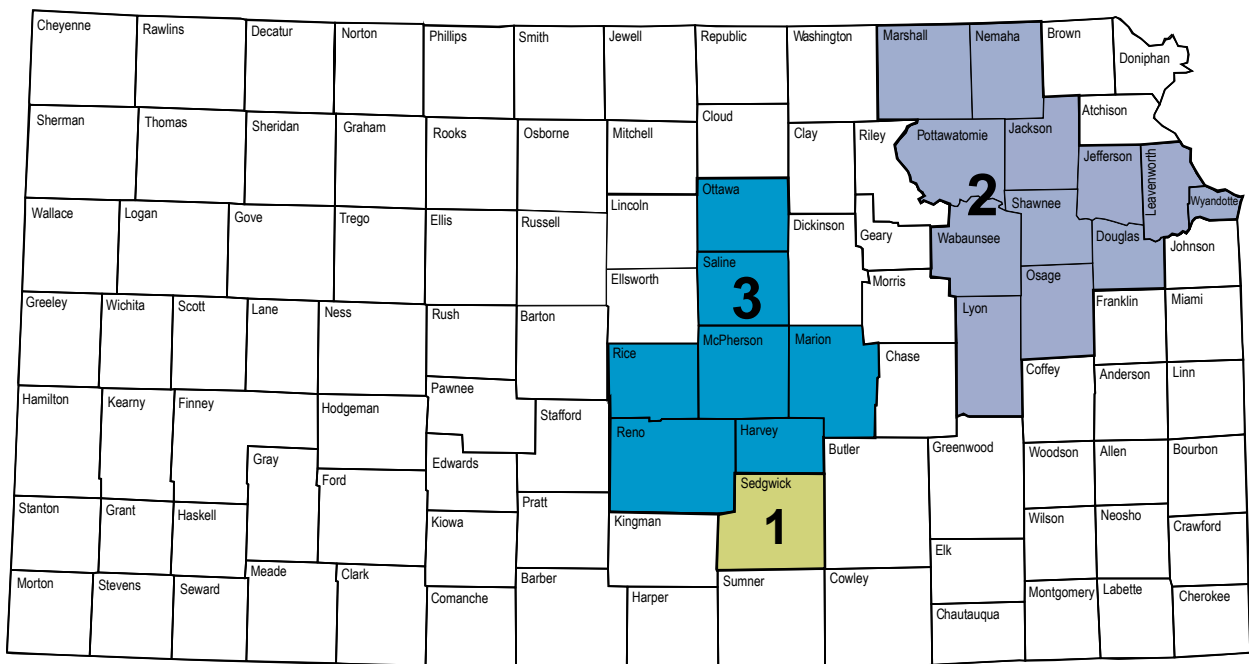 Cheyenne
Rawlins
Decatur
Norton
Phillips
Smith
Jewell
Republic
Washington
Marshall
Nemaha
Brown
Doniphan
Sherman
Thomas
Sheridan
Graham
Rooks
Osborne
Mitchell
Cloud
Clay
Riley
Pottawatomie
Jackson
Atchison
Jefferson
Leavenworth
Wyandotte
Wallace
Logan
Gove
Trego
Ellis
Russell
Lincoln
Ottawa
Dickinson
Geary
2
Wabaunsee
Shawnee
Douglas
Johnson
Greeley
Wichita
Scott
Lane
Ness
Rush
Barton
Ellsworth
Saline
3
Morris
Lyon
Osage
Franklin
Miami
Hamilton
Kearny
Finney
Hodgeman
Pawnee
Stafford
Rice
McPherson
Marion
Chase
Coffey
Anderson
Linn
Gray
Ford
Edwards
Reno
Harvey
Butler
Greenwood
Woodson
Allen
Bourbon
Stanton
Grant
Haskell
Kiowa
Pratt
Kingman
Sedgwick
1
Elk
Wilson
Neosho
Crawford
Morton
Stevens
Seward
Meade
Clark
Comanche
Barber
Harper
Sumner
Cowley
Chautauqua
Montgomery
Labette
Cherokee